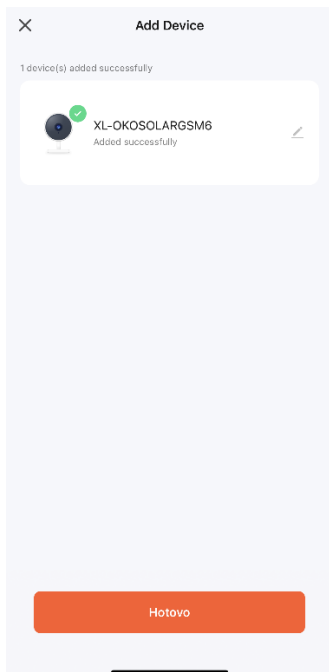 Add Device
1 device(s) added successfully
XL-OKOSOLARGSM6
Added successfully
Hotovo